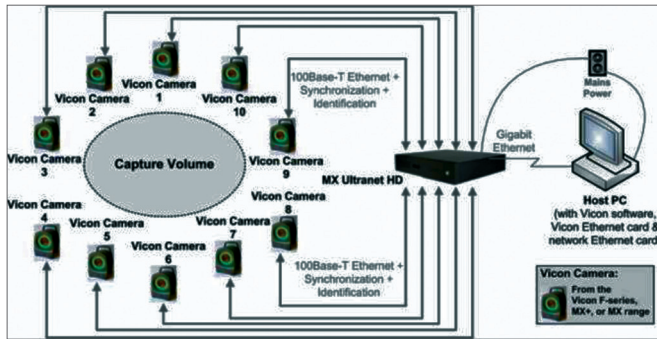 Vicon Camera
1
Vicon Camera
2
Vicon Camera
10
100Base-T Ethernet +
Synchronization +
Identification
Mains
Power
Gigabit
Ethernet
Vicon Camera
3
Capture Volume
Vicon Camera
9
MX Ultranet HD
Host PC
(with Vicon software,
Vicon Ethernet card &
network Ethernet card
Vicon Camera
4
Vicon Camera
5
Vicon Camera
6
Vicon Camera
7
Vicon Camera
8
100Base-T Ethernet +
Synchronization +
Identification
Vicon Camera:
From the
Vicon F-series,
MX+, or MX range